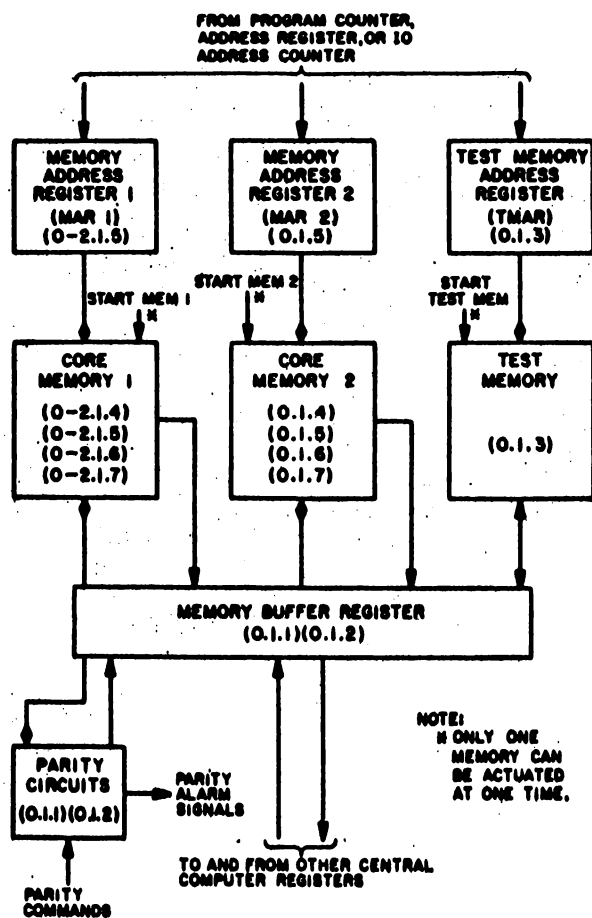 FROM PROGRAM COUNTER,
ADDRESS REGISTER, OR IO
ADDRESS COUNTER
MEMORY
ADDRESS
REGISTER 1
(MAR 1)
(0-2.1.5)
MEMORY
ADDRESS
REGISTER 2
(MAR 2)
(0.1.5)
TEST MEMORY
ADDRESS
REGISTER
(TMAR)
(0.1.3)
START MEM 1
*
START MEM 2
*
START
TEST MEM
*
CORE
MEMORY 1
(0-2.1.4)
(0-2.1.5)
(0-2.1.6)
(0-2.1.7)
CORE
MEMORY 2
(0.1.4)
(0.1.5)
(0.1.6)
(0.1.7)
TEST
MEMORY
(0.1.3)
MEMORY BUFFER REGISTER
(0.1.1)(0.1.2)
PARITY
CIRCUITS
(0.1.1)(0.1.2)
PARITY
ALARM
SIGNALS
PARITY
COMMANDS
TO AND FROM OTHER CENTRAL
COMPUTER REGISTERS
NOTE:
* ONLY ONE
MEMORY CAN
BE ACTUATED
AT ONE TIME.